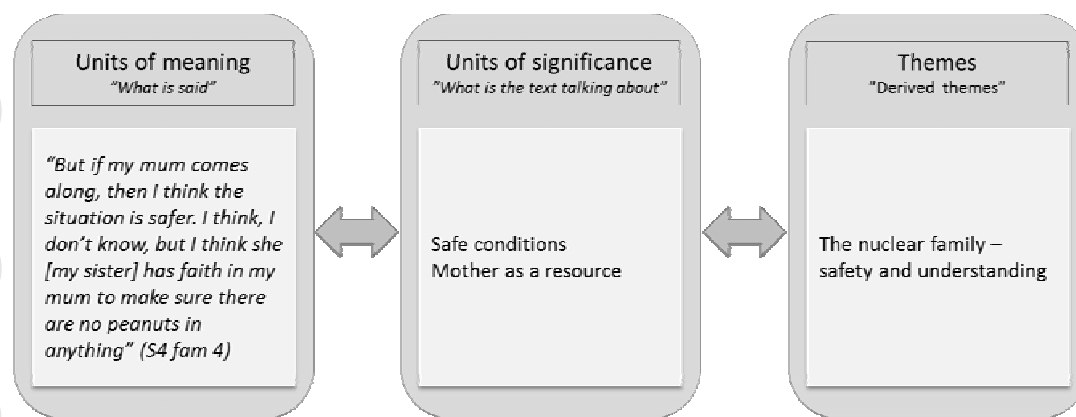 Units of meaning
“What is said”
“But if my mum comes
along, then I think the
situation is safer. I think, I
don’t know, but I think she
[my sister] has faith in my
mum to make sure there
are no peanuts in
anything” (S4 fam 4)
Units of significance
“What is the text talking about”
Safe conditions
Mother as a resource
Themes
”Derived themes”
The nuclear family –
safety and understanding